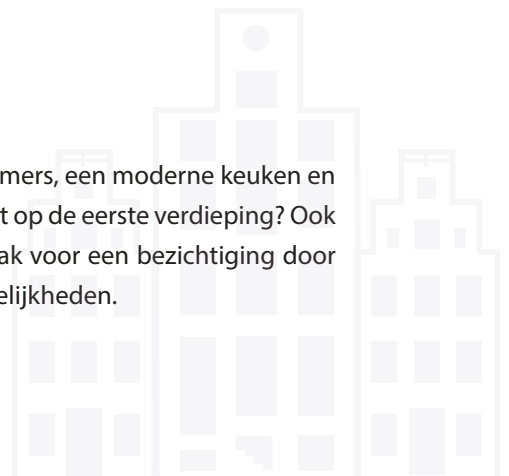 mers, een moderne keuken en
t op de eerste verdieping? Ook
ak voor een bezichtiging door
elijkheden.